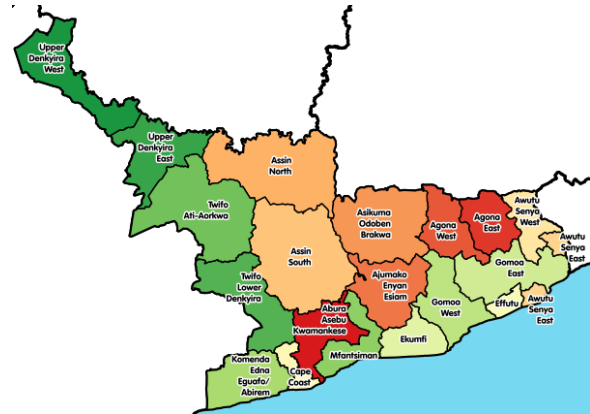 Upper
Denkyira
West
Upper
Denkyira
East
Assin
North
Twifo
Ati-Aorkwa
Asikuma
Odoben
Brakwa
Agona
West
Agona
East
Awutu
Senya
West
Awutu
Senya
East
Assin
South
Gomoa
East
Twifo
Lower
Denkyira
Ajumako
Enyan
Esiam
Gomoa
West
Effutu
Awutu
Senya
East
Abura
Asebu
Kwamankese
Ekumfi
Mfantsiman
Komenda
Edna
Eguafo/
Abirem
Cape
Coast